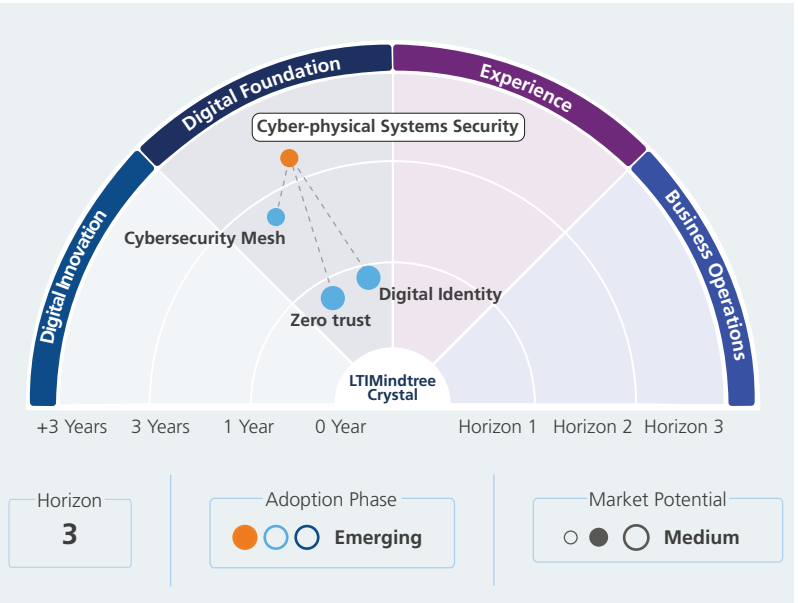 Digital Innovation
Digital Foundation
Experience
Business Operations
Cyber-physical Systems Security
Cybersecurity Mesh
Digital Identity
Zero trust
LTIMindtree
Crystal
+3 Years 3 Years 1 Year 0 Year Horizon 1 Horizon 2 Horizon 3
Horizon
3
Adoption Phase
Emerging
Market Potential
Medium